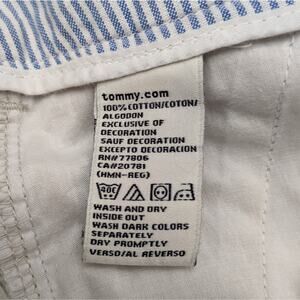 tommy.com
100% COTTON/COTON/
ALGODON
EXCLUSIVE OF
DECORATION
SAUF DECORATION
EXCEPTO DECORACION
RN#77806
CA#20781
(HMN-REG)
40C
WASH AND DRY
INSIDE OUT
WASH DARK COLORS
SEPARATELY
DRY PROMPTLY
VERSO/AL REVERSO